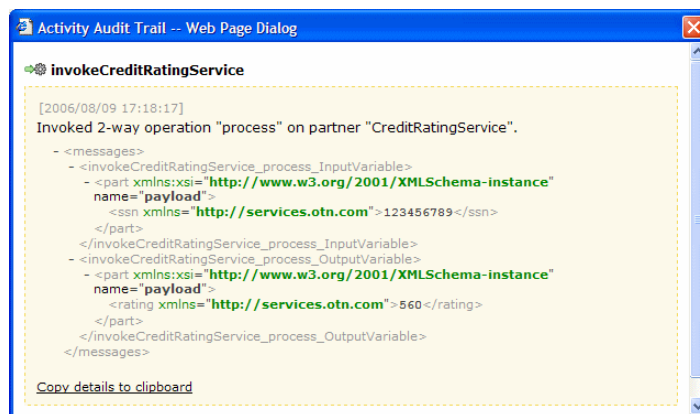 Activity Audit Trail -- Web Page Dialog
invokeCreditRatingService
[2006/08/09 17:18:17]
Invoked 2-way operation "process" on partner "CreditRatingService".
- <messages>
- <invokeCreditRatingService_process_InputVariable>
- <part xmlns:xsi="http://www.w3.org/2001/XMLSchema-instance"
name="payload">
<ssn xmlns="http://services.otn.com">123456789</ssn>
</part>
</invokeCreditRatingService_process_InputVariable>
- <invokeCreditRatingService_process_OutputVariable>
- <part xmlns:xsi="http://www.w3.org/2001/XMLSchema-instance"
name="payload">
<rating xmlns="http://services.otn.com">560</rating>
</part>
</invokeCreditRatingService_process_OutputVariable>
</messages>
Copy details to clipboard